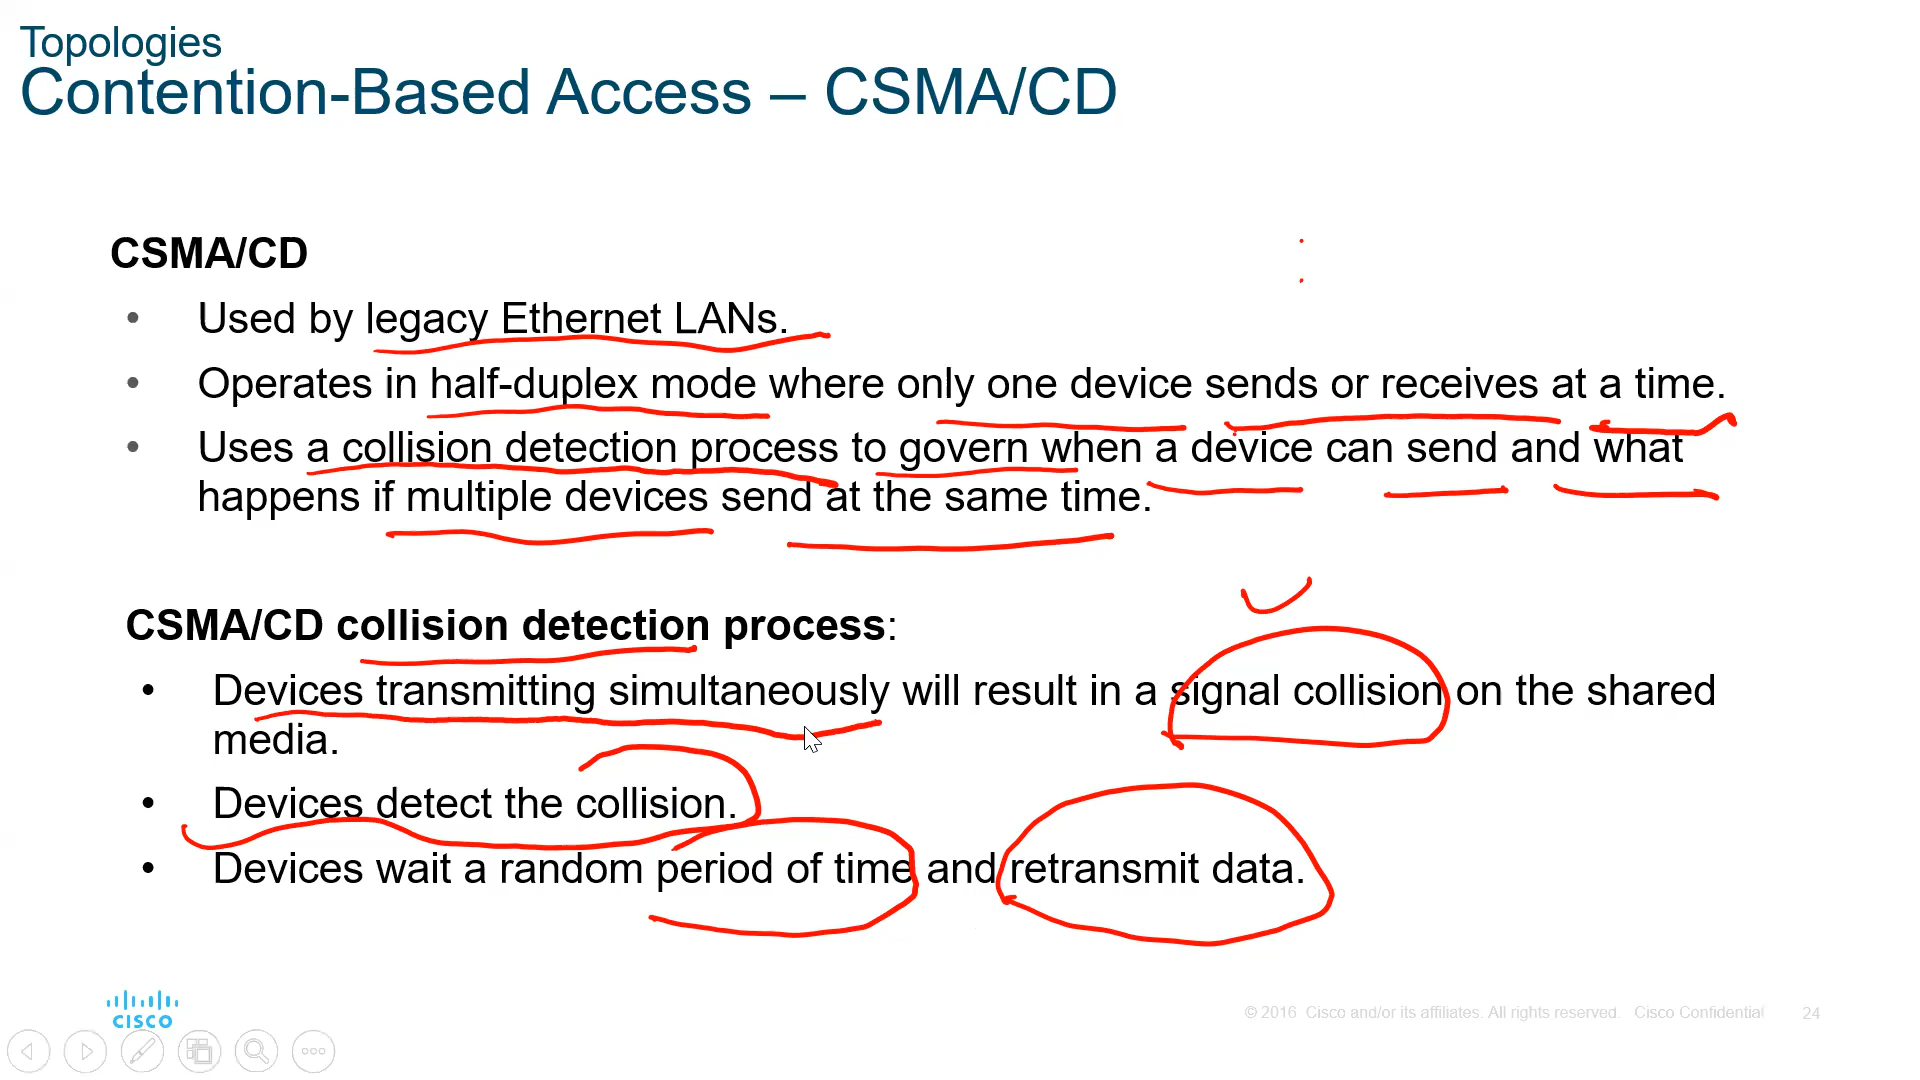 Topologies
Contention-Based Access – CSMA/CD
CSMA/CD
• Used by legacy Ethernet LANs.
• Operates in half-duplex mode where only one device sends or receives at a time.
• Uses a collision detection process to govern when a device can send and what
happens if multiple devices send at the same time.
CSMA/CD collision detection process:
• Devices transmitting simultaneously will result in a signal collision on the shared
media.
• Devices detect the collision.
• Devices wait a random period of time and retransmit data.
CISCO
© 2016 Cisco and/or its affiliates. All rights reserved. Cisco Confidential 24